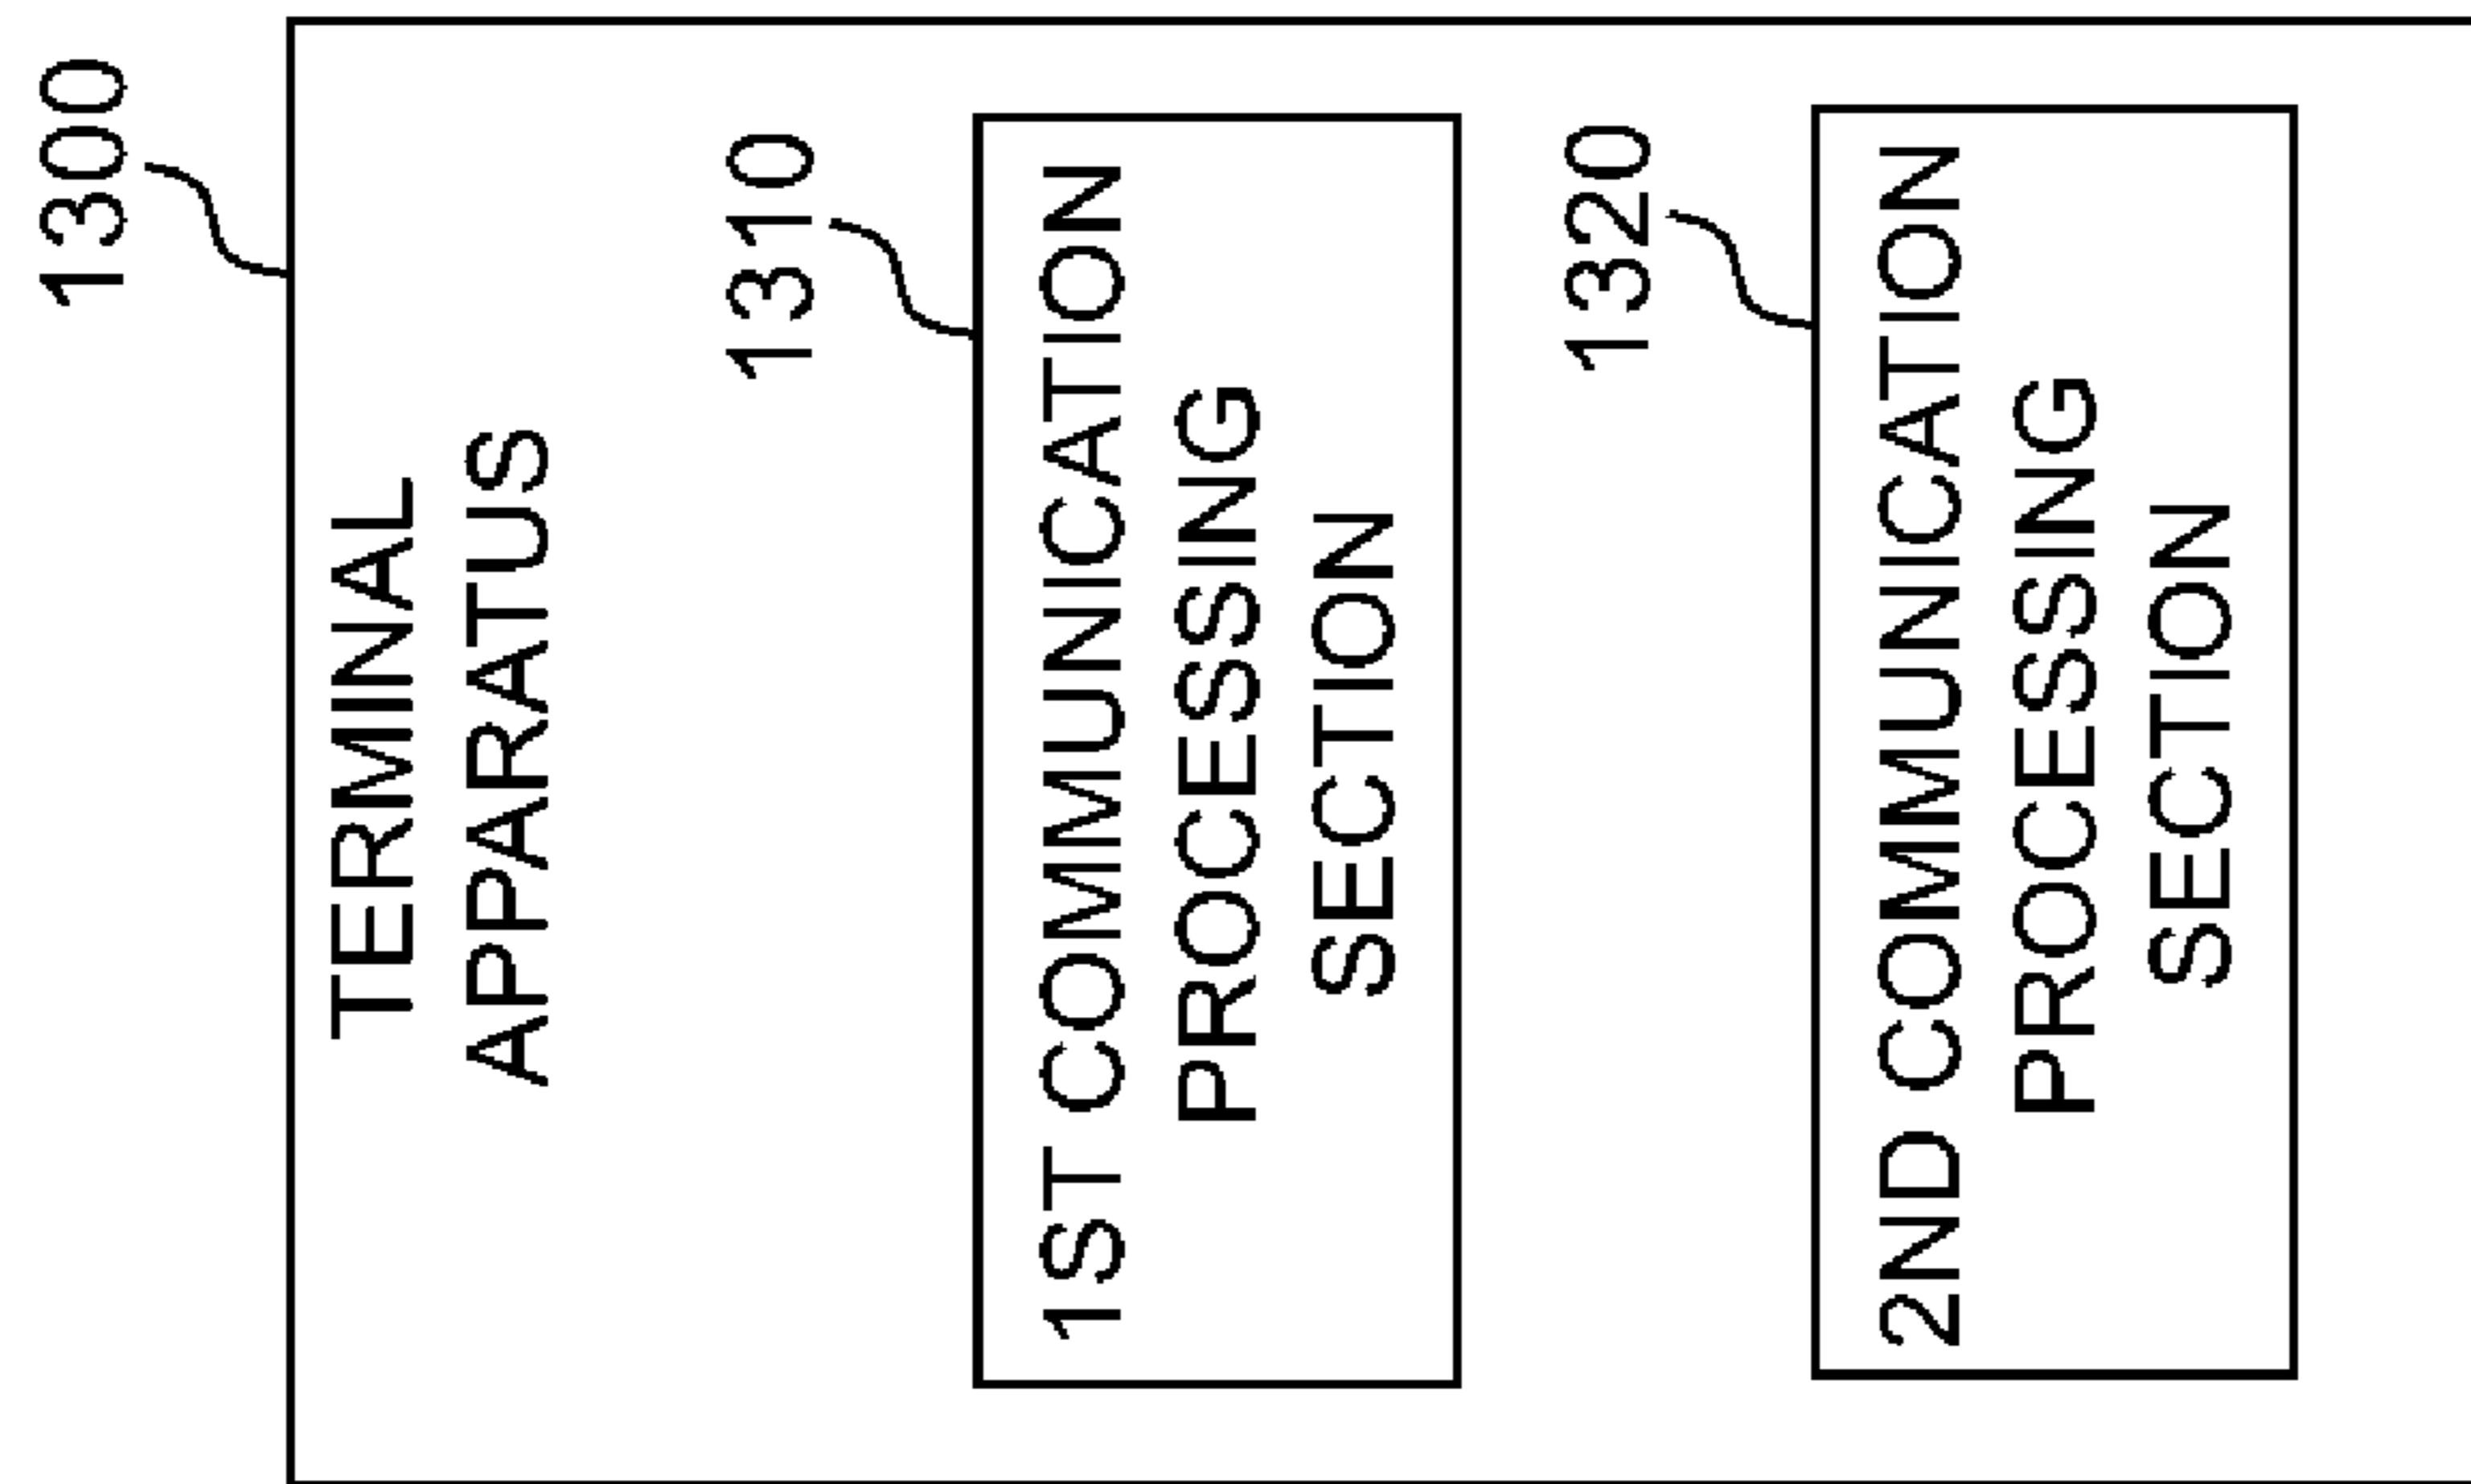 1300
TERMINAL
APPARATUS
1310
1ST COMMUNICATION
PROCESSING
SECTION
1320
2ND COMMUNICATION
PROCESSING
SECTION